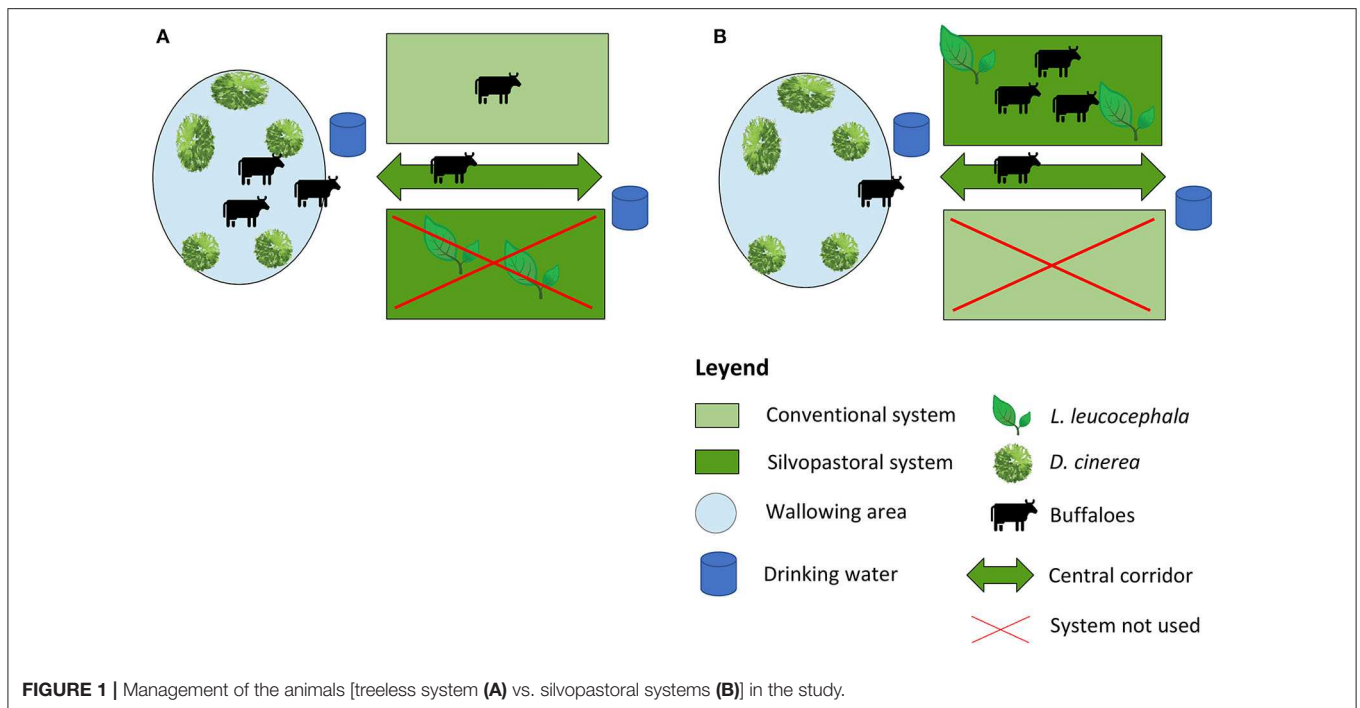 A
B
Leyend
Conventional system
L. leucocephala
Silvopastoral system
D. cinerea
Wallowing area
Buffaloes
Drinking water
Central corridor
System not used
FIGURE 1 | Management of the animals [treeless system (A) vs. silvopastoral systems (B)] in the study.